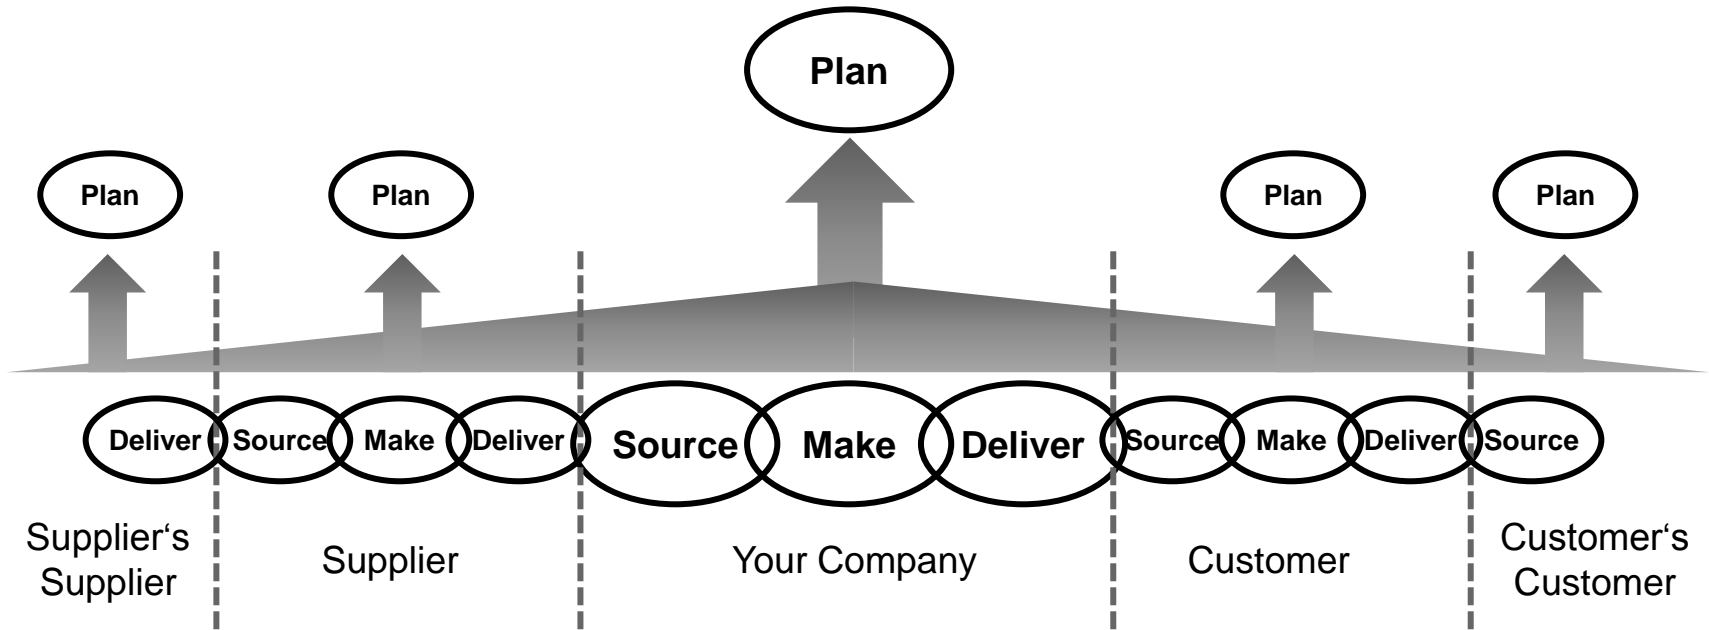 Plan
Plan
Plan
Plan
Plan
Deliver
Source
Make
Deliver
Source
Make
Deliver
Source
Make
Deliver
Source
Supplier‘s
Supplier
Supplier
Your Company
Customer
Customer‘s
Customer